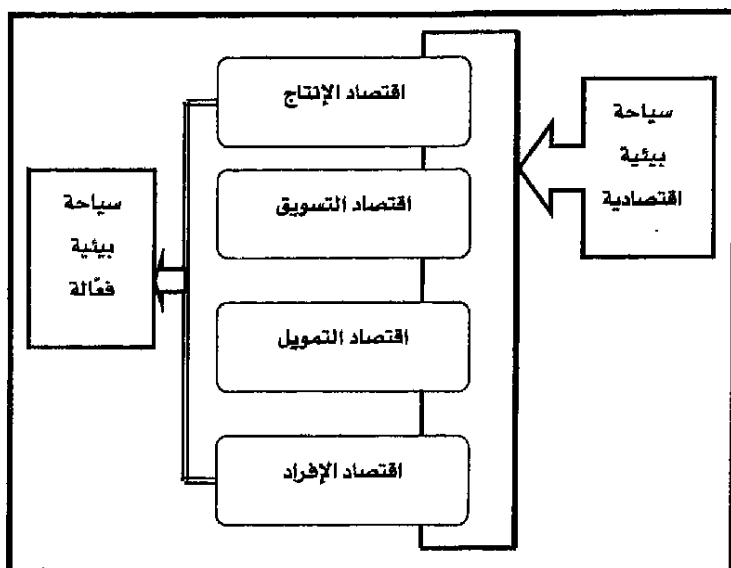 سياحة
بيئية
اقتصادية
اقتصاد الإنتاج
اقتصاد التسويق
اقتصاد التمويل
اقتصاد الإفراد
سياحة
بيئية
فعّالة